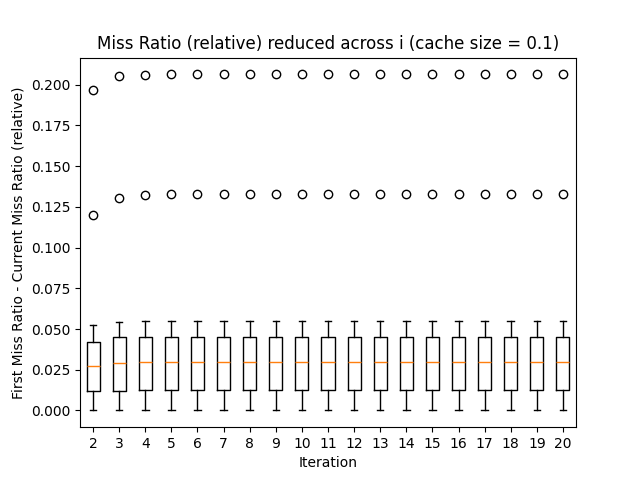 Miss Ratio (relative) reduced across i (cache size = 0.1)
First Miss Ratio - Current Miss Ratio (relative)
0.200
0.175
0.150
0.125
0.100
0.075
0.050
0.025
0.000
2 3 4 5 6 7 8 9 10 11 12 13 14 15 16 17 18 19 20
Iteration